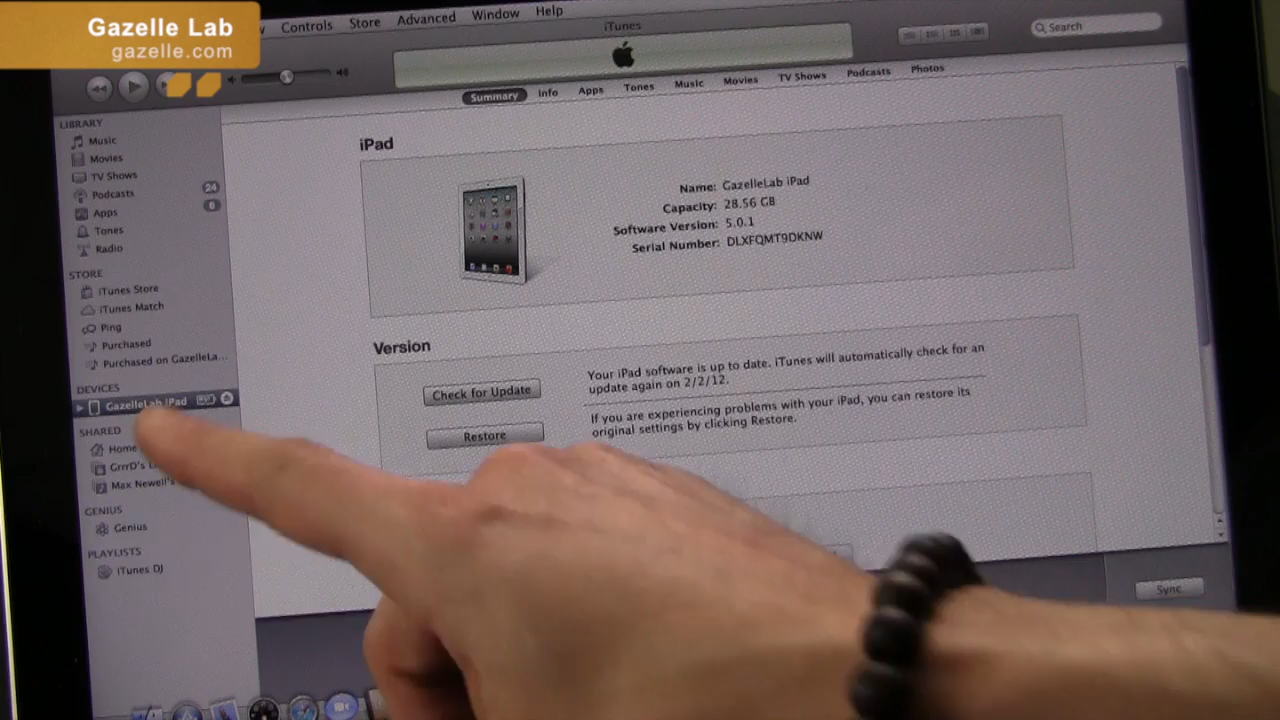 Gazelle Lab
gazelle.com
Controls Store Advanced Window Help
iTunes
Search
Summary Info Apps Tones Music Movies TV Shows Podcasts Photos
LIBRARY
Music
Movies
TV Shows
Podcasts 24
Apps 6
Tones
Radio
STORE
iTunes Store
iTunes Match
Ping
Purchased
Purchased on GazelleLa...
DEVICES
GazelleLab iPad
SHARED
Home
GrrrD's
Max Newell's
GENIUS
Genius
PLAYLISTS
iTunes DJ
iPad
Name: GazelleLab iPad
Capacity: 28.56 GB
Software Version: 5.0.1
Serial Number: DLXFQMT9DKNW
Version
Check for Update
Your iPad software is up to date. iTunes will automatically check for an
update again on 2/2/12.
Restore
If you are experiencing problems with your iPad, you can restore its
original settings by clicking Restore.
Sync